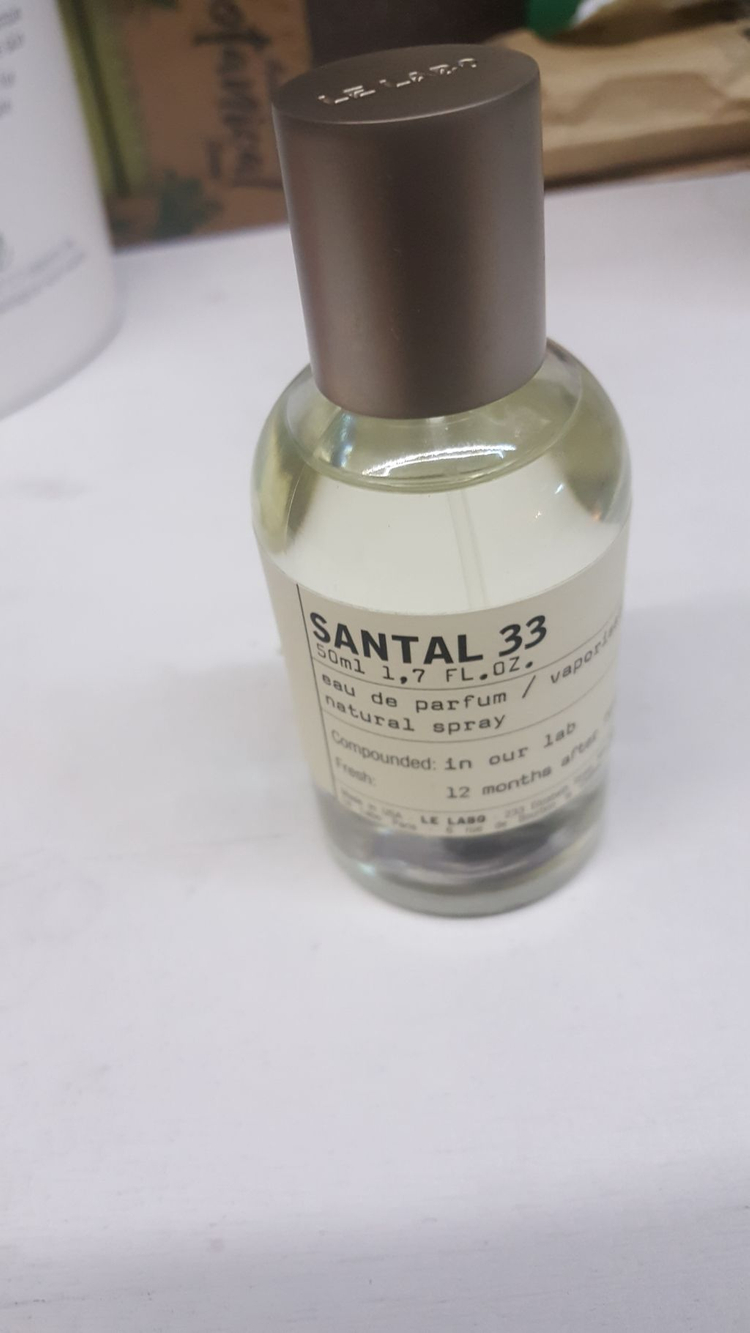 LE LABO
SANTAL 33
50ml 1,7 FL.OZ.
eau de parfum /
natural spray
Compounded: in our lab
Fresh: 12 months after
LE LABO
botanical